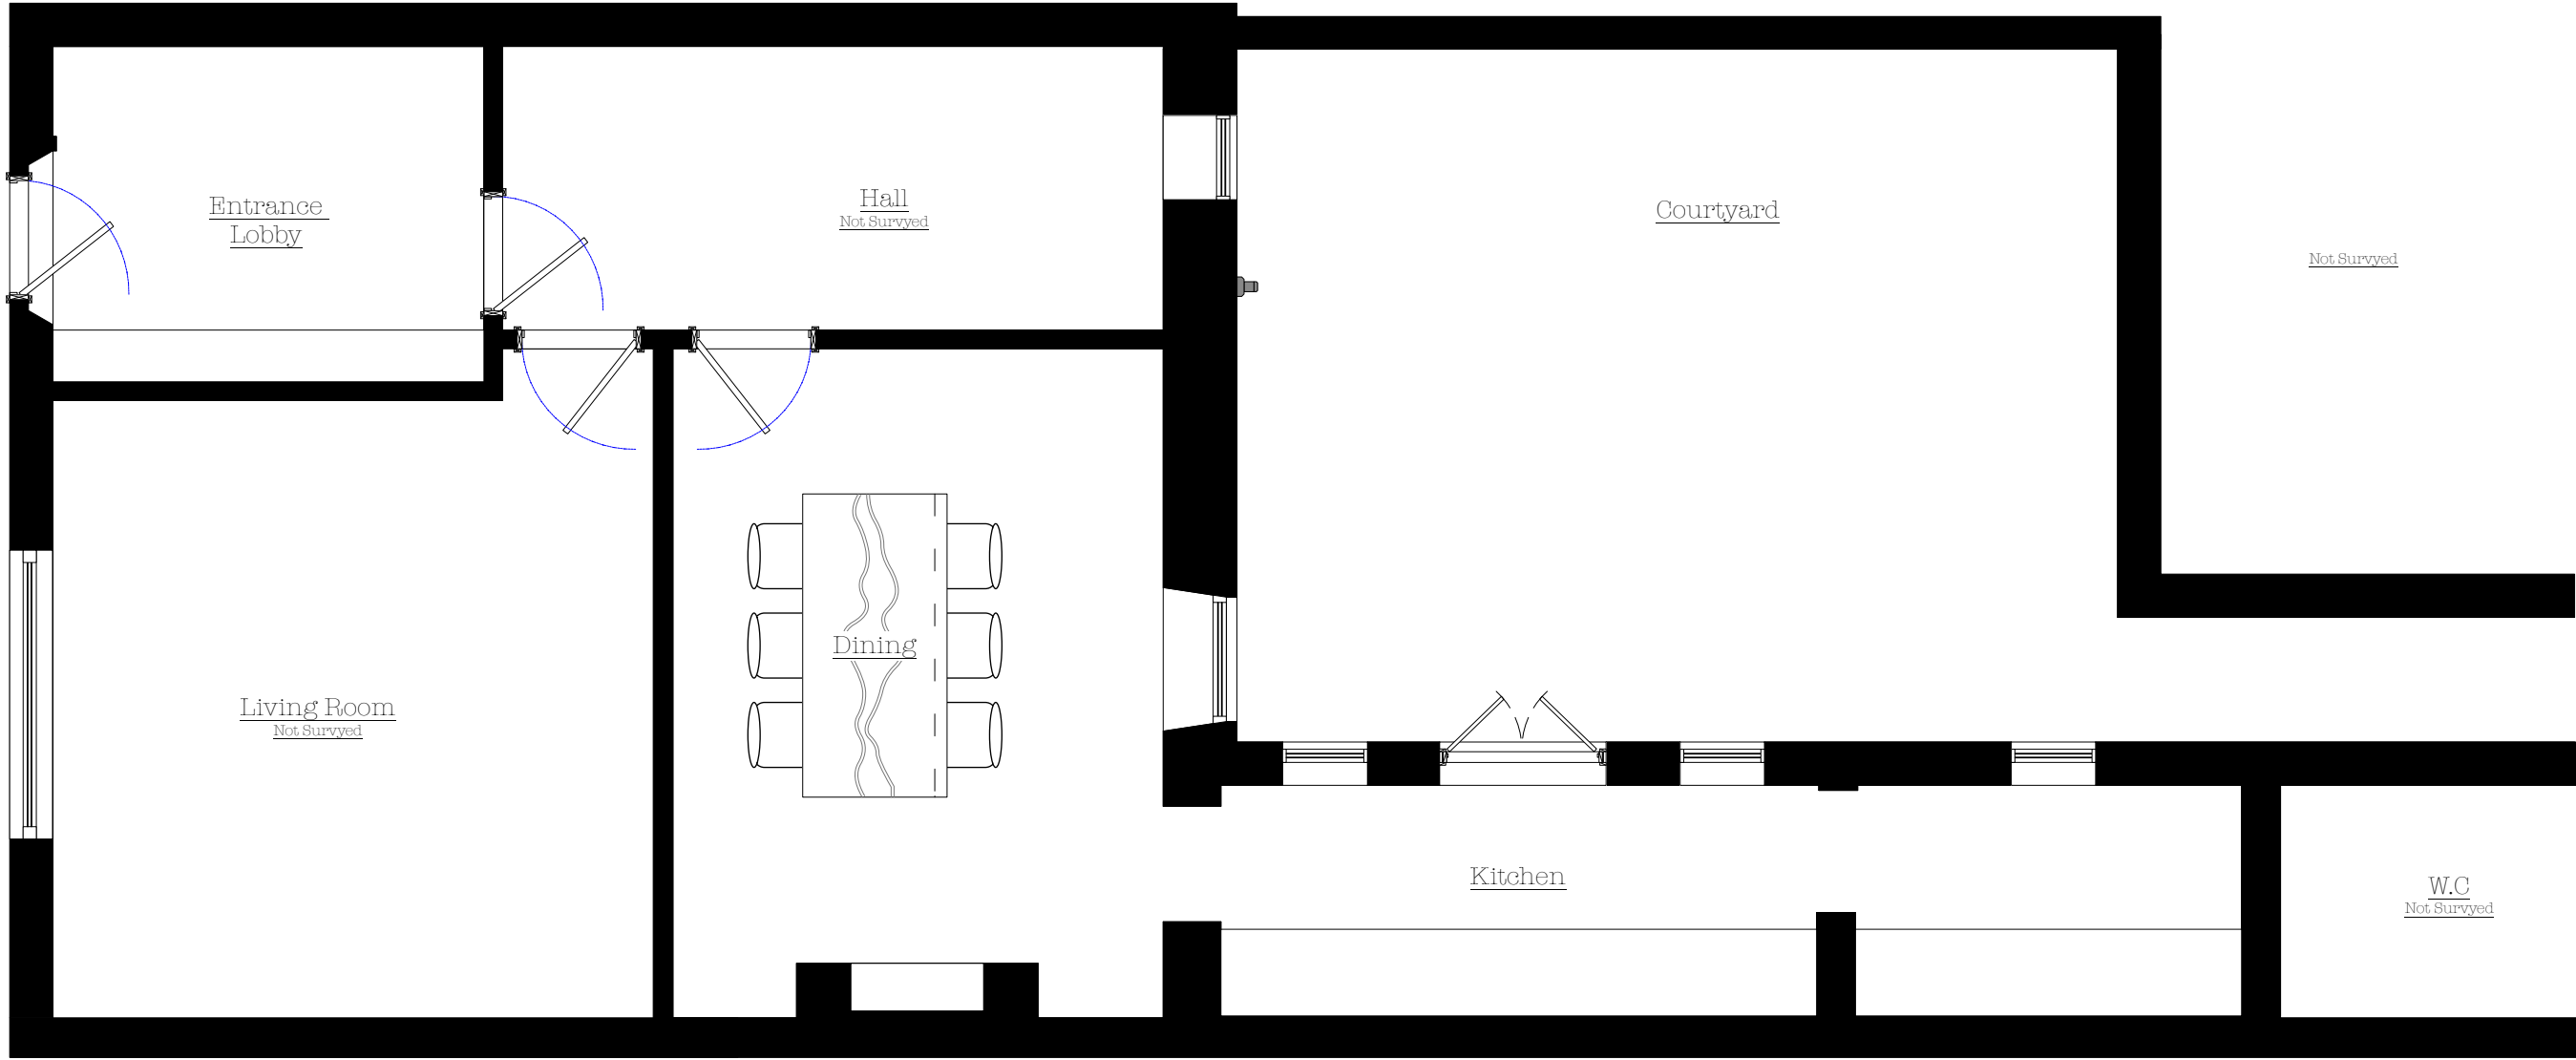 Entrance
Lobby
Hall
Not Survyed
Courtyard
Not Survyed
Dining
Living Room
Not Survyed
Kitchen
W.C
Not Survyed